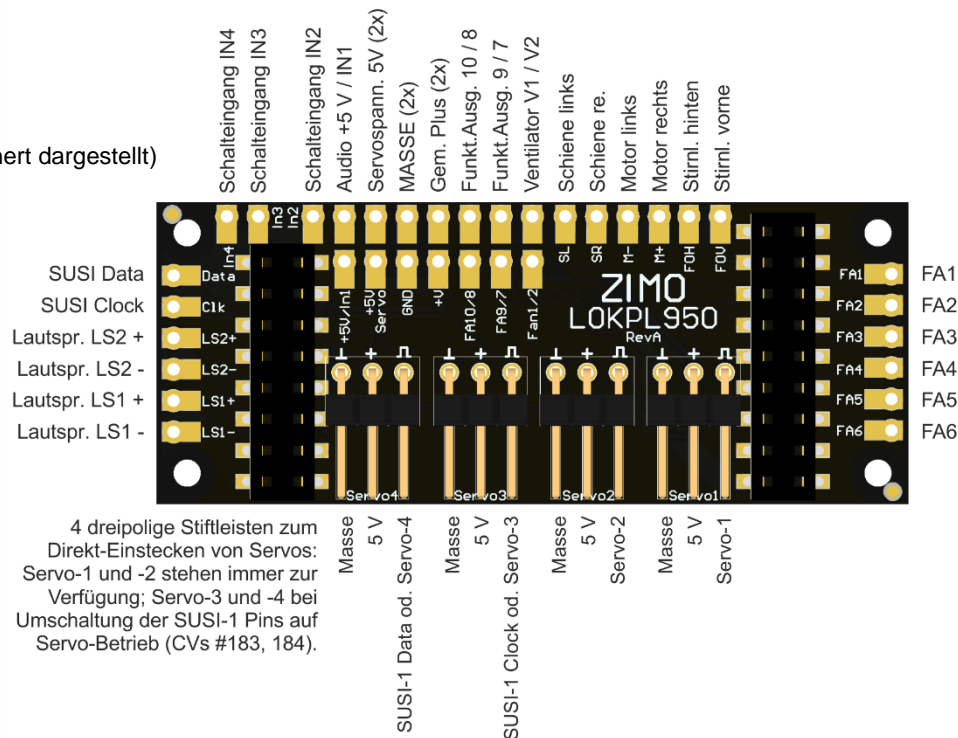 Schalteingang IN4
Schalteingang IN3
Schalteingang IN2
Audio +5 V / IN1
Servospann. 5V (2x)
MASSE (2x)
Gem. Plus (2x)
Funkt.Ausg. 10 / 8
Funkt.Ausg. 9 / 7
Ventilator V1 / V2
Schiene links
Schiene re.
Motor links
Motor rechts
Stirnl. hinten
Stirnl. vorne
ert dargestellt)
In4
In3
In2
SL
SR
M-
M+
FOH
FOV
+5V/In1
+5V
Servo
GND
+V
FA10/8
FA9/7
Fan1/2
ZIMO
LOKPL950
RevA
SUSI Data
SUSI Clock
Lautspr. LS2 +
Lautspr. LS2 -
Lautspr. LS1 +
Lautspr. LS1 -
Data
Clk
LS2+
LS2-
LS1+
LS1-
FA1
FA2
FA3
FA4
FA5
FA6
FA1
FA2
FA3
FA4
FA5
FA6
⊥ + ⊓
⊥ + ⊓
⊥ + ⊓
⊥ + ⊓
Servo4
Servo3
Servo2
Servo1
4 dreipolige Stiftleisten zum
Direkt-Einstecken von Servos:
Servo-1 und -2 stehen immer zur
Verfügung; Servo-3 und -4 bei
Umschaltung der SUSI-1 Pins auf
Servo-Betrieb (CVs #183, 184).
Masse
5 V
SUSI-1 Data od. Servo-4
Masse
5 V
SUSI-1 Clock od. Servo-3
Masse
5 V
Servo-2
Masse
5 V
Servo-1